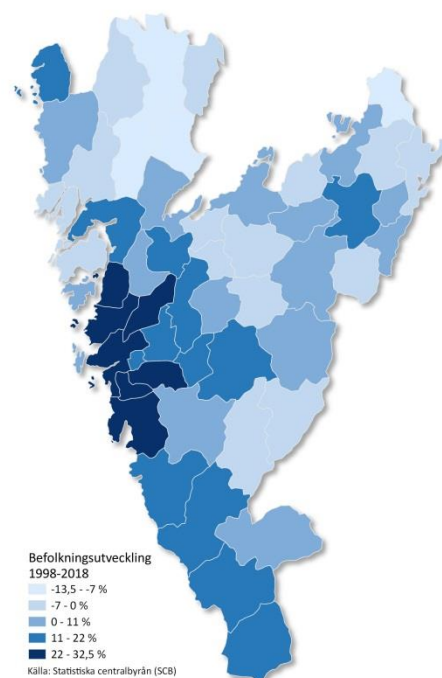 Befolkningsutveckling
1998-2018
-13,5 - -7 %
-7 - 0 %
0 - 11 %
11 - 22 %
22 - 32,5 %
Källa: Statistiska centralbyrån (SCB)